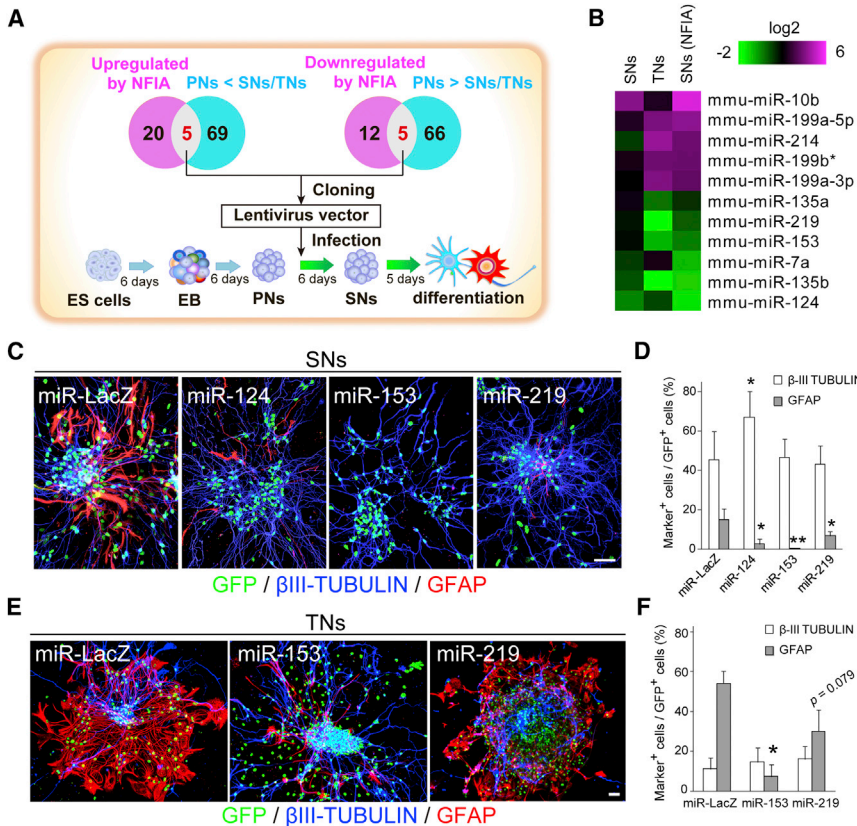 A
Upregulated by NFIA
PNs < SNs/TNs
20 5 69
Downregulated by NFIA
PNs > SNs/TNs
12 5 66
Cloning
Lentivirus vector
Infection
6 days 6 days 6 days 5 days
ES cells EB PNs SNs differentiation
B
SNs
TNs
SNs (NFIA)
log2
-2 6
mmu-miR-10b
mmu-miR-199a-5p
mmu-miR-214
mmu-miR-199b*
mmu-miR-199a-3p
mmu-miR-135a
mmu-miR-219
mmu-miR-153
mmu-miR-7a
mmu-miR-135b
mmu-miR-124
C
SNs
miR-LacZ miR-124 miR-153 miR-219
GFP / βIII-TUBULIN / GFAP
D
β-III TUBULIN
GFAP
Marker+ cells / GFP+ cells (%)
80
60
40
20
0
*
*
**
*
miR-LacZ
miR-124
miR-153
miR-219
E
TNs
miR-LacZ miR-153 miR-219
GFP / βIII-TUBULIN / GFAP
F
β-III TUBULIN
GFAP
Marker+ cells / GFP+ cells (%)
80
60
40
20
0
*
p = 0.079
miR-LacZ miR-153 miR-219